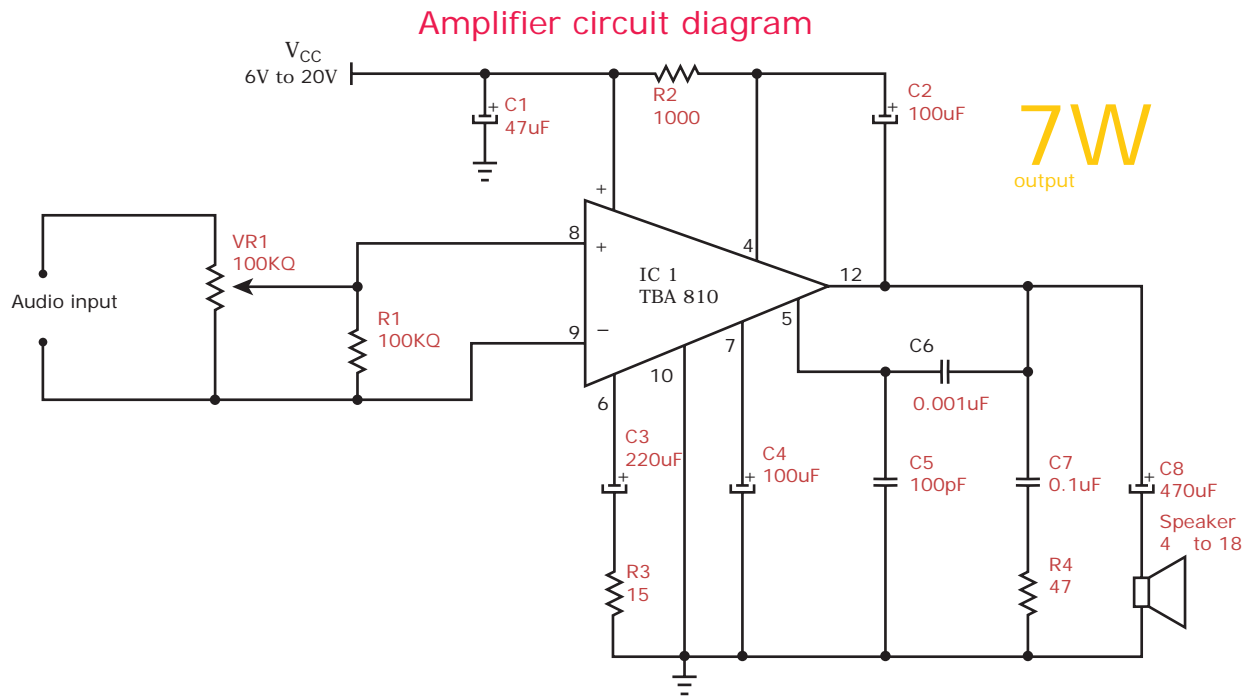 Amplifier circuit diagram
VCC
6V to 20V
C1
47uF
R2
1000
C2
100uF
7W
output
+
8
+
4
VR1
100KQ
IC 1
TBA 810
12
Audio input
R1
100KQ
9
−
5
7
10
C6
6
0.001uF
C3
220uF
C4
100uF
C5
100pF
C7
0.1uF
C8
470uF
Speaker
4 to 18
R3
15
R4
47
+
+
+
+
+